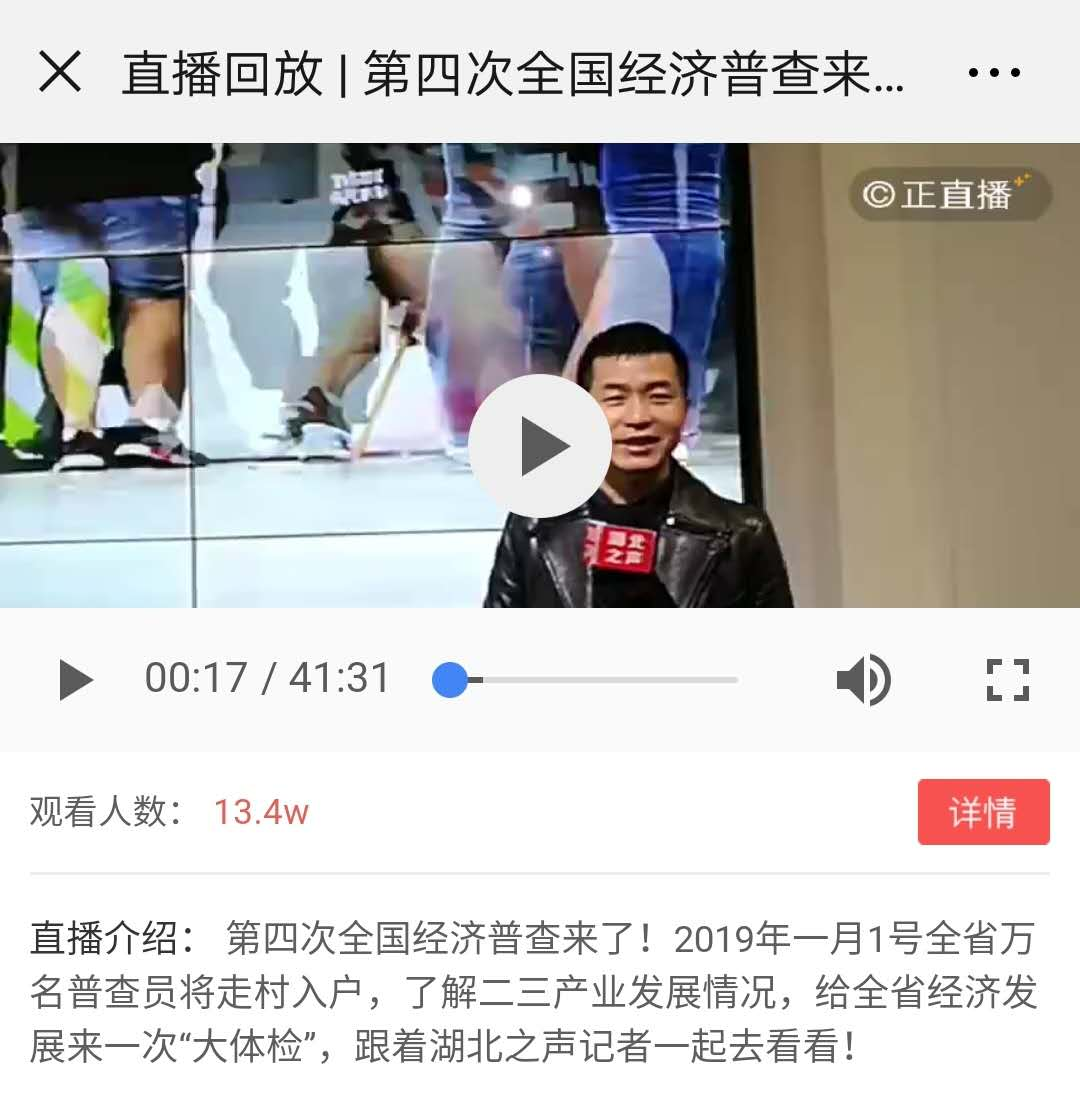 直播回放 | 第四次全国经济普查来...
©正直播
湖北
之声
00:17 / 41:31
观看人数： 13.4w
详情
直播介绍： 第四次全国经济普查来了！2019年一月1号全省万
名普查员将走村入户，了解二三产业发展情况，给全省经济发
展来一次“大体检”，跟着湖北之声记者一起去看看！